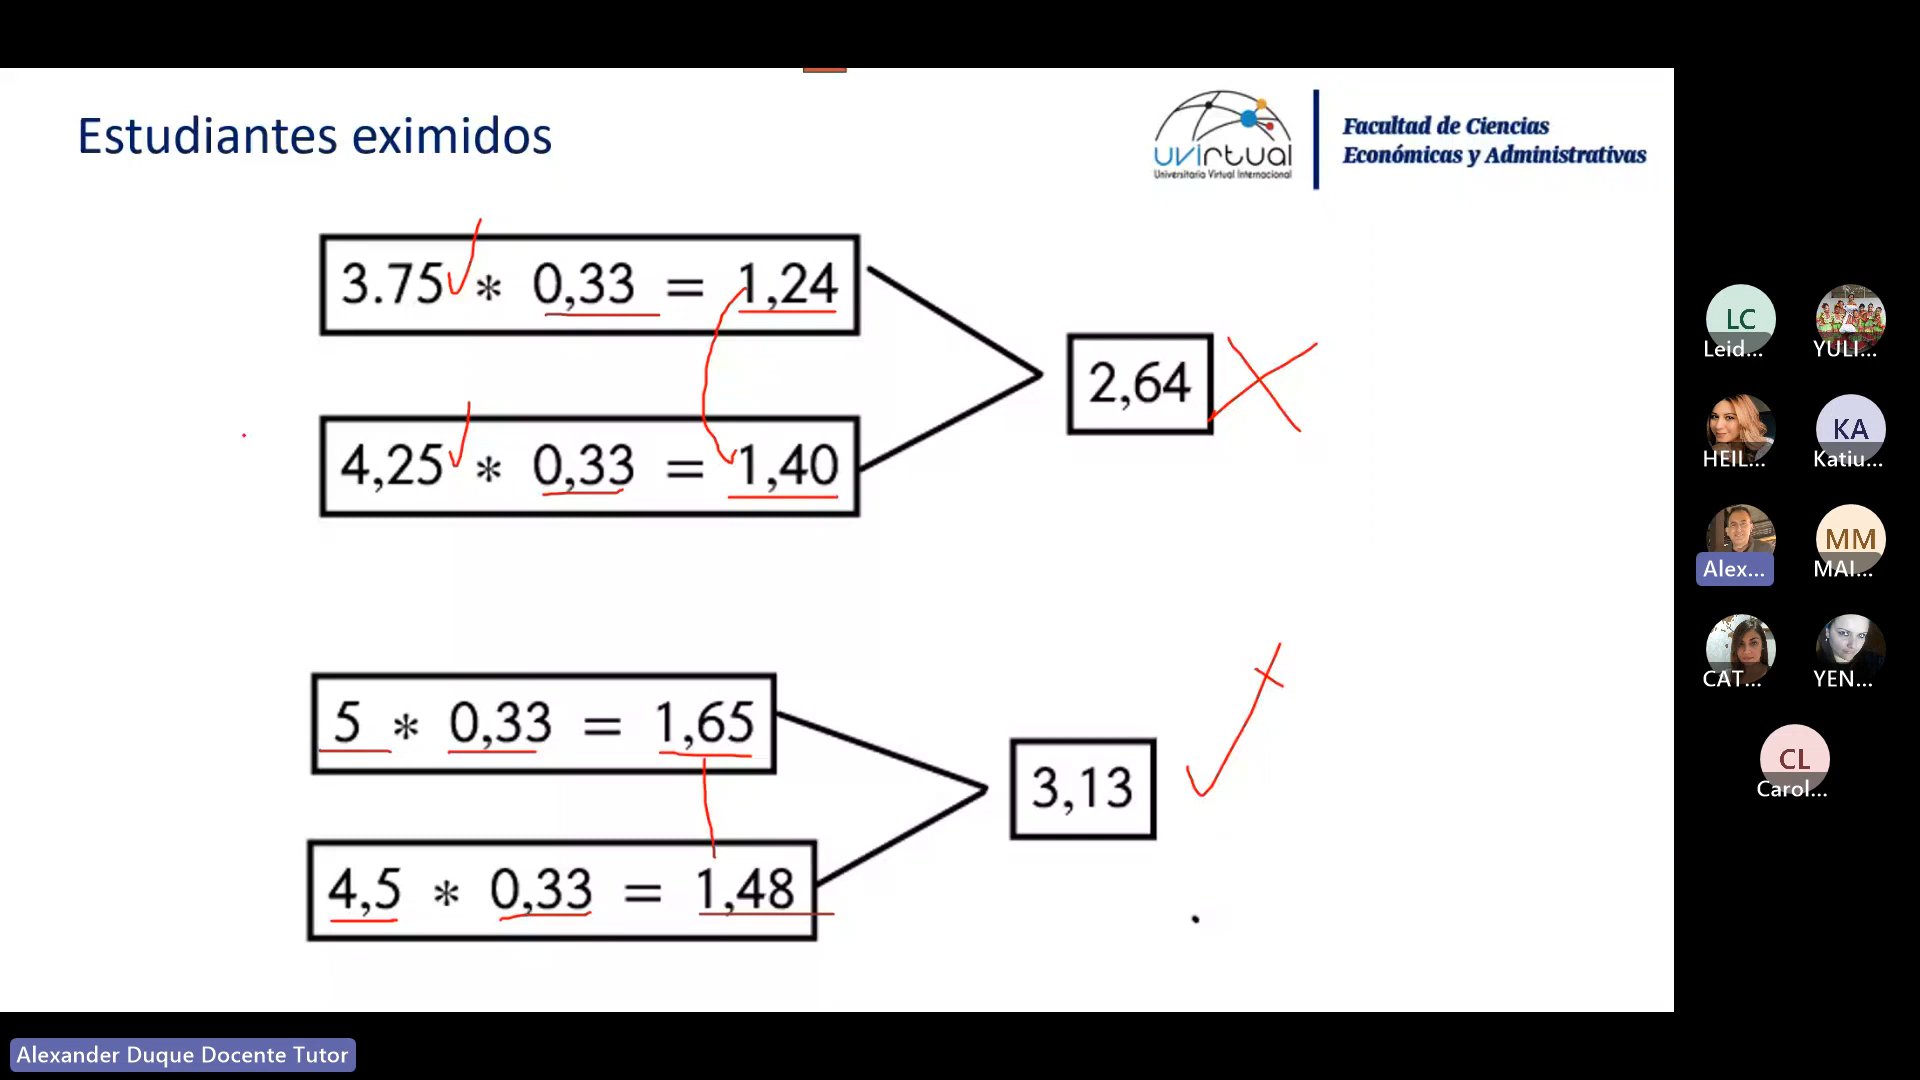 Estudiantes eximidos
uvirtual
Universitaria Virtual Internacional
Facultad de Ciencias
Económicas y Administrativas
3.75 * 0,33 = 1,24
2,64
4,25 * 0,33 = 1,40
5 * 0,33 = 1,65
3,13
4,5 * 0,33 = 1,48
LC
Leid...
YULI...
HEIL...
KA
Katiu...
Alex...
MM
MAI...
CAT...
YEN...
CL
Carol...
Alexander Duque Docente Tutor